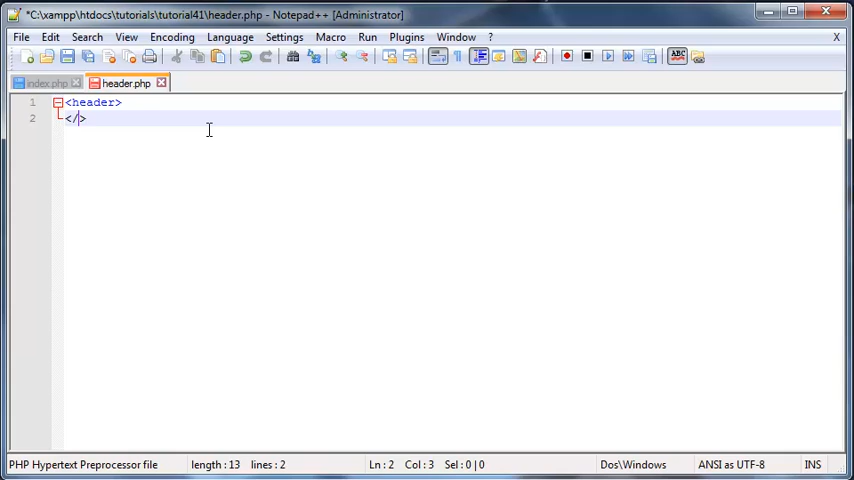 *C:\xampp\htdocs\tutorials\tutorial41\header.php - Notepad++ [Administrator]
File Edit Search View Encoding Language Settings Macro Run Plugins Window ? X
ABC
index.php header.php
1 <header>
2 </>
PHP Hypertext Preprocessor file length : 13 lines : 2 Ln : 2 Col : 3 Sel : 0 | 0 Dos\Windows ANSI as UTF-8 INS